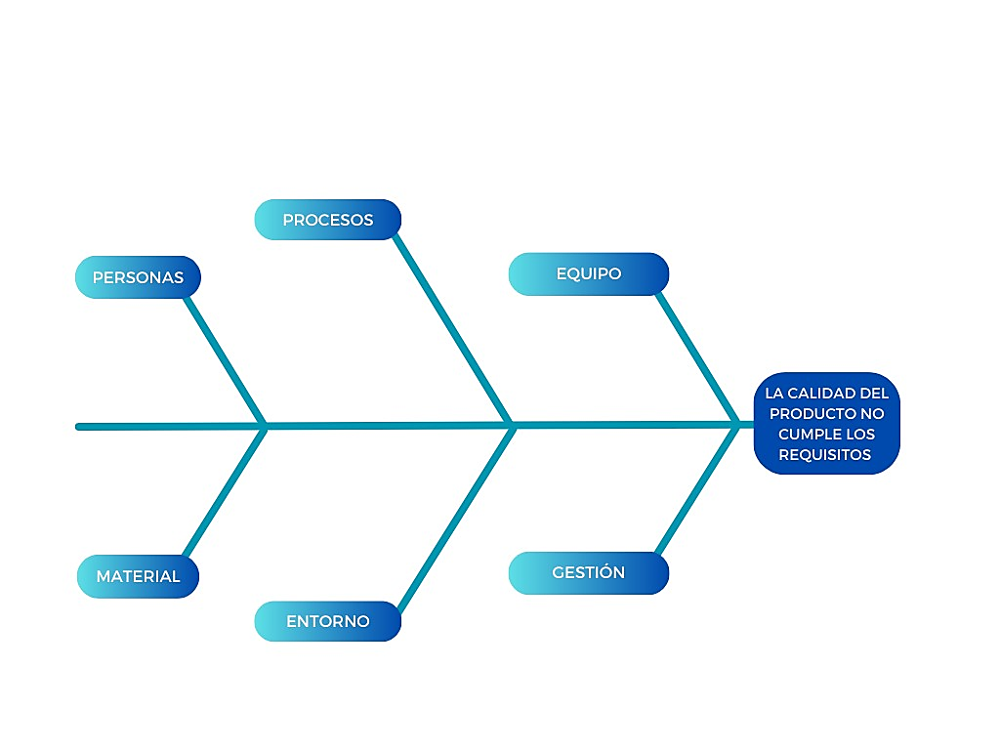 PROCESOS
PERSONAS
EQUIPO
LA CALIDAD DEL
PRODUCTO NO
CUMPLE LOS
REQUISITOS
MATERIAL
ENTORNO
GESTIÓN